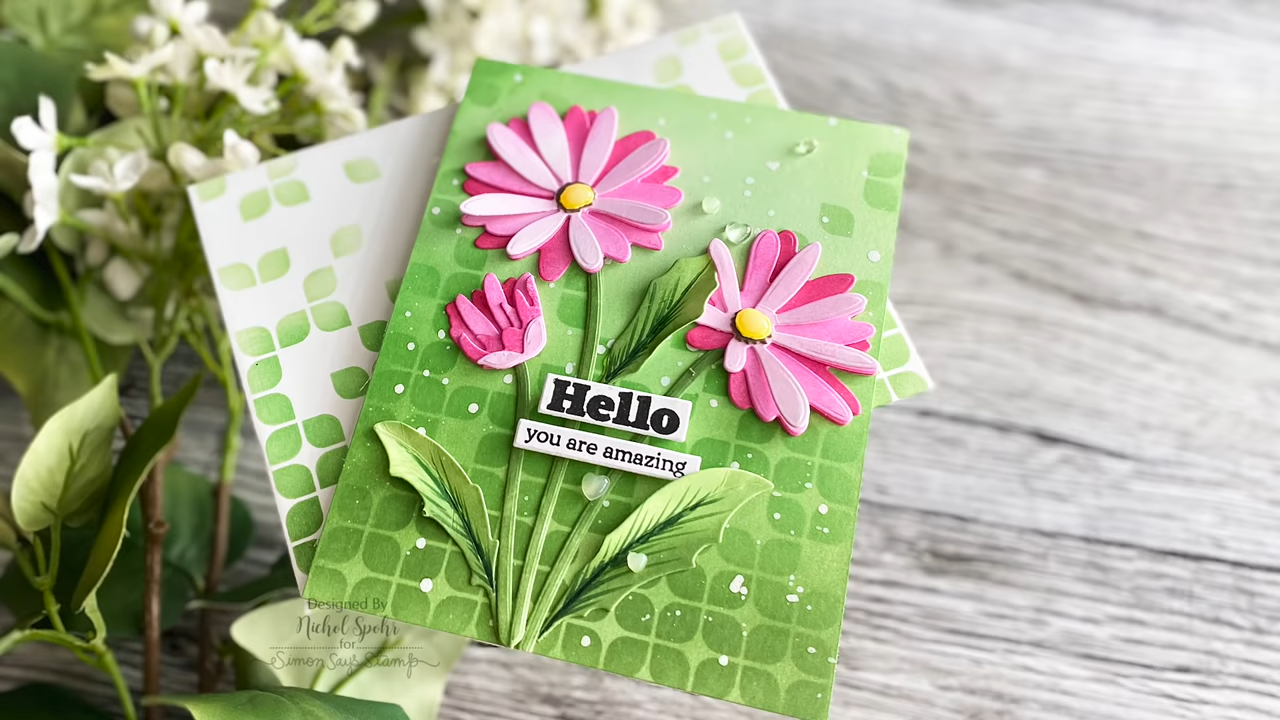 Hello
you are amazing
Designed By
Nichol Spohr
for
Simon Says Stamp